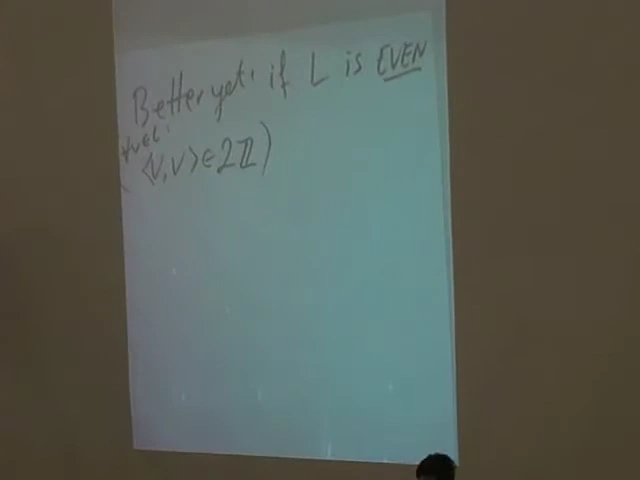 Better yet: if L is EVEN
(∀v∈L:
⟨v,v⟩∈2ℤ)